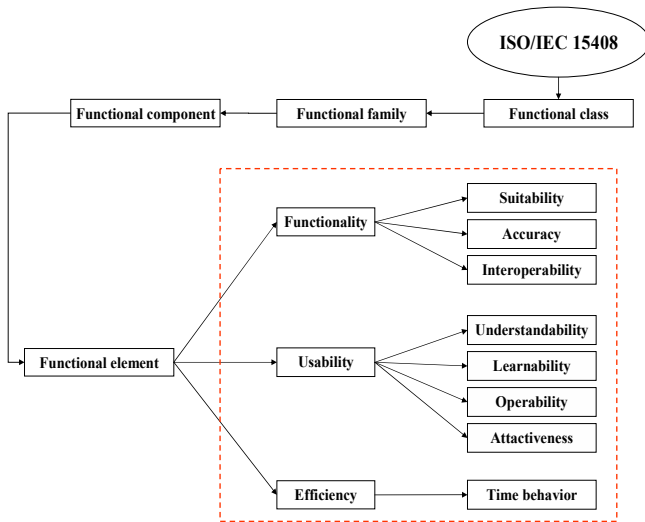 ISO/IEC 15408
Functional component
Functional family
Functional class
Suitability
Functionality
Accuracy
Interoperability
Understandability
Functional element
Usability
Learnability
Operability
Attactiveness
Efficiency
Time behavior